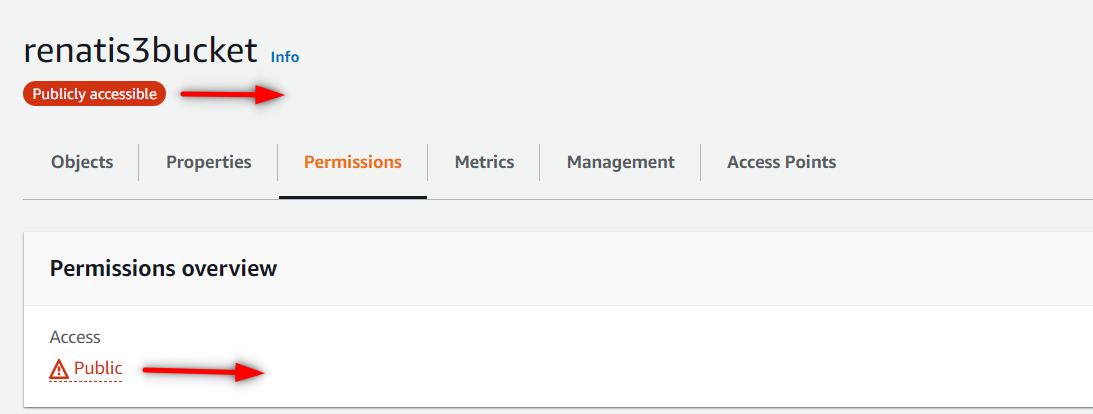 renatis3bucket Info
Publicly accessible
Objects Properties Permissions Metrics Management Access Points
Permissions overview
Access
Public